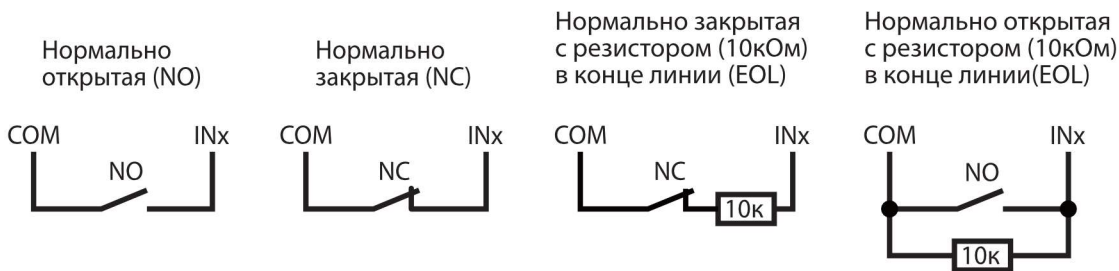 Нормально
открытая (NO)
COM
INx
NO
Нормально
закрытая (NC)
COM
INx
NC
Нормально закрытая
с резистором (10кОм)
в конце линии (EOL)
COM
INx
NC
10к
Нормально открытая
с резистором (10кОм)
в конце линии(EOL)
COM
INx
NO
10к